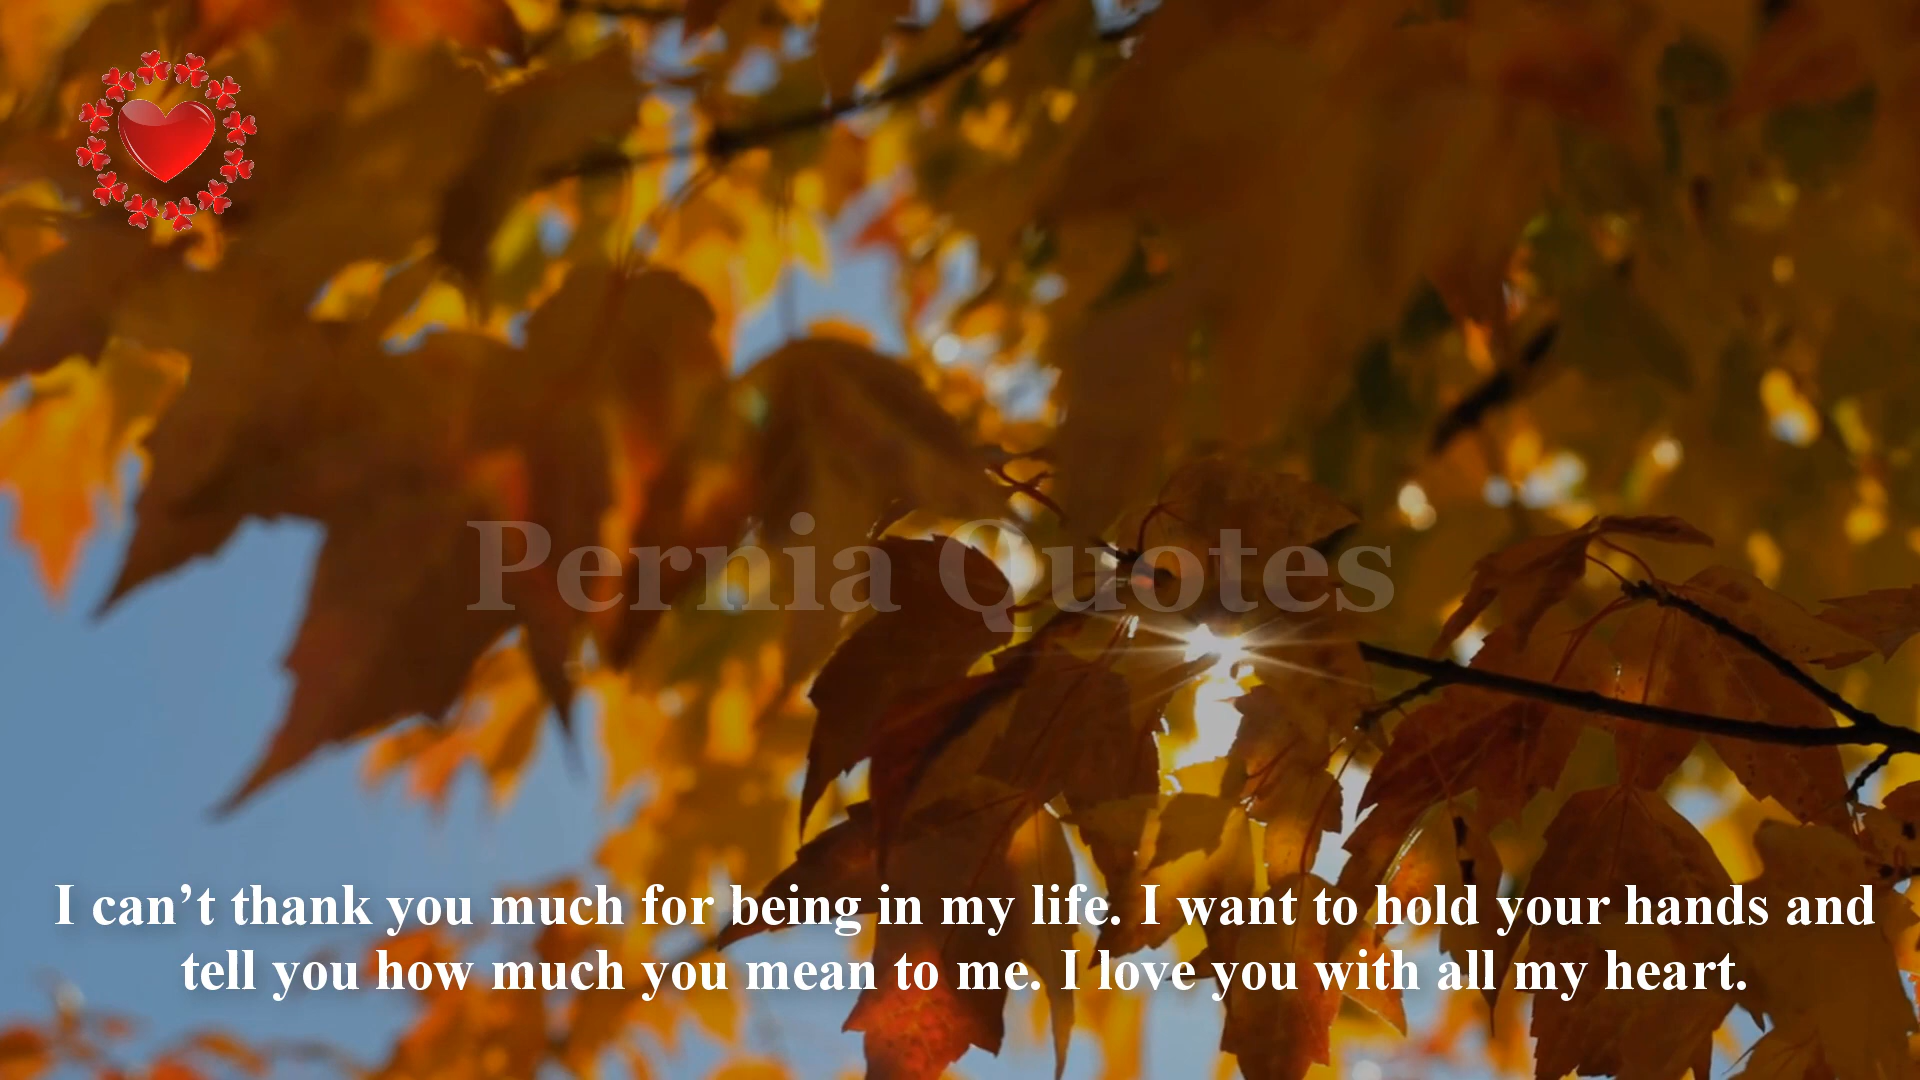 Pernia Quotes
I can’t thank you much for being in my life. I want to hold your hands and
tell you how much you mean to me. I love you with all my heart.